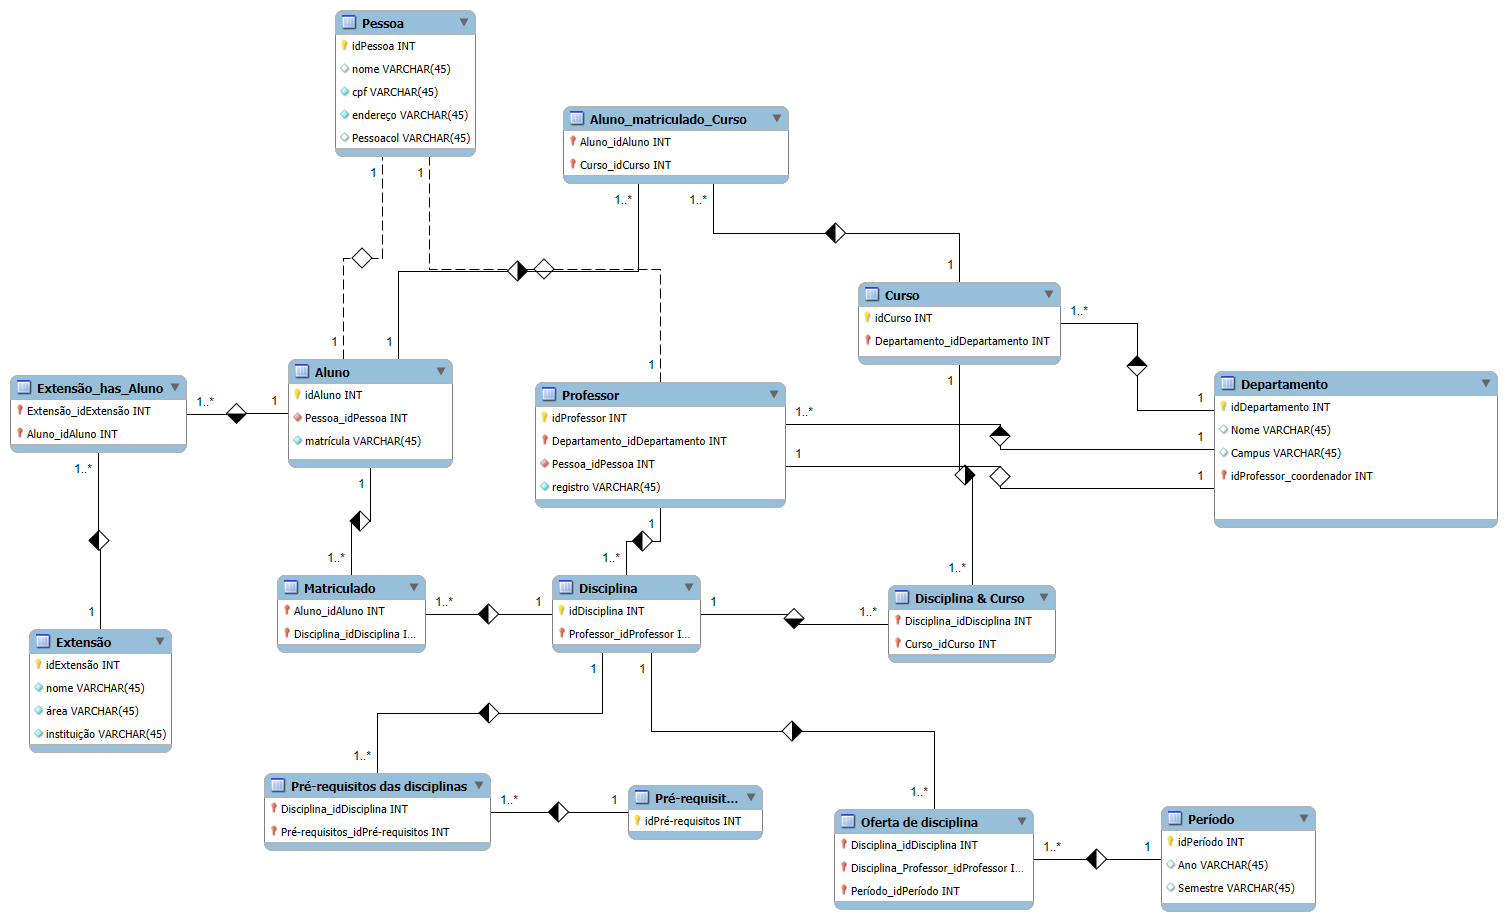 Pessoa
idPessoa INT
nome VARCHAR(45)
cpf VARCHAR(45)
endereço VARCHAR(45)
Pessoacol VARCHAR(45)
1
1
Aluno_matriculado_Curso
Aluno_idAluno INT
Curso_idCurso INT
1..*
1..*
1
Curso
idCurso INT
Departamento_idDepartamento INT
1..*
1
1
1
1
Extensão_has_Aluno
Extensão_idExtensão INT
Aluno_idAluno INT
1..*
1
1..*
Aluno
idAluno INT
Pessoa_idPessoa INT
matrícula VARCHAR(45)
1
Professor
idProfessor INT
Departamento_idDepartamento INT
Pessoa_idPessoa INT
registro VARCHAR(45)
1..*
1
1
Departamento
idDepartamento INT
Nome VARCHAR(45)
Campus VARCHAR(45)
idProfessor_coordenador INT
1
1
1
1..*
1..*
1..*
1
Extensão
idExtensão INT
nome VARCHAR(45)
área VARCHAR(45)
instituição VARCHAR(45)
Matriculado
Aluno_idAluno INT
Disciplina_idDisciplina I...
1..*
1
Disciplina
idDisciplina INT
Professor_idProfessor I...
1
1..*
Disciplina & Curso
Disciplina_idDisciplina INT
Curso_idCurso INT
1
1
1..*
1..*
Pré-requisitos das disciplinas
Disciplina_idDisciplina INT
Pré-requisitos_idPré-requisitos INT
1..*
1
Pré-requisit...
idPré-requisitos INT
Oferta de disciplina
Disciplina_idDisciplina INT
Disciplina_Professor_idProfessor I...
Período_idPeríodo INT
1..*
1
Período
idPeríodo INT
Ano VARCHAR(45)
Semestre VARCHAR(45)